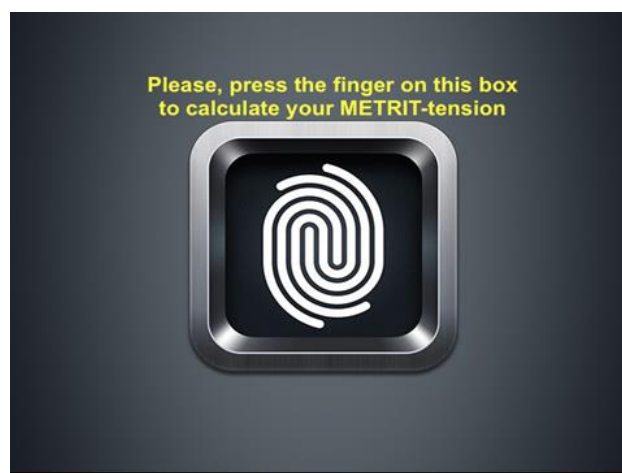 Please, press the finger on this box
to calculate your METRIT-tension